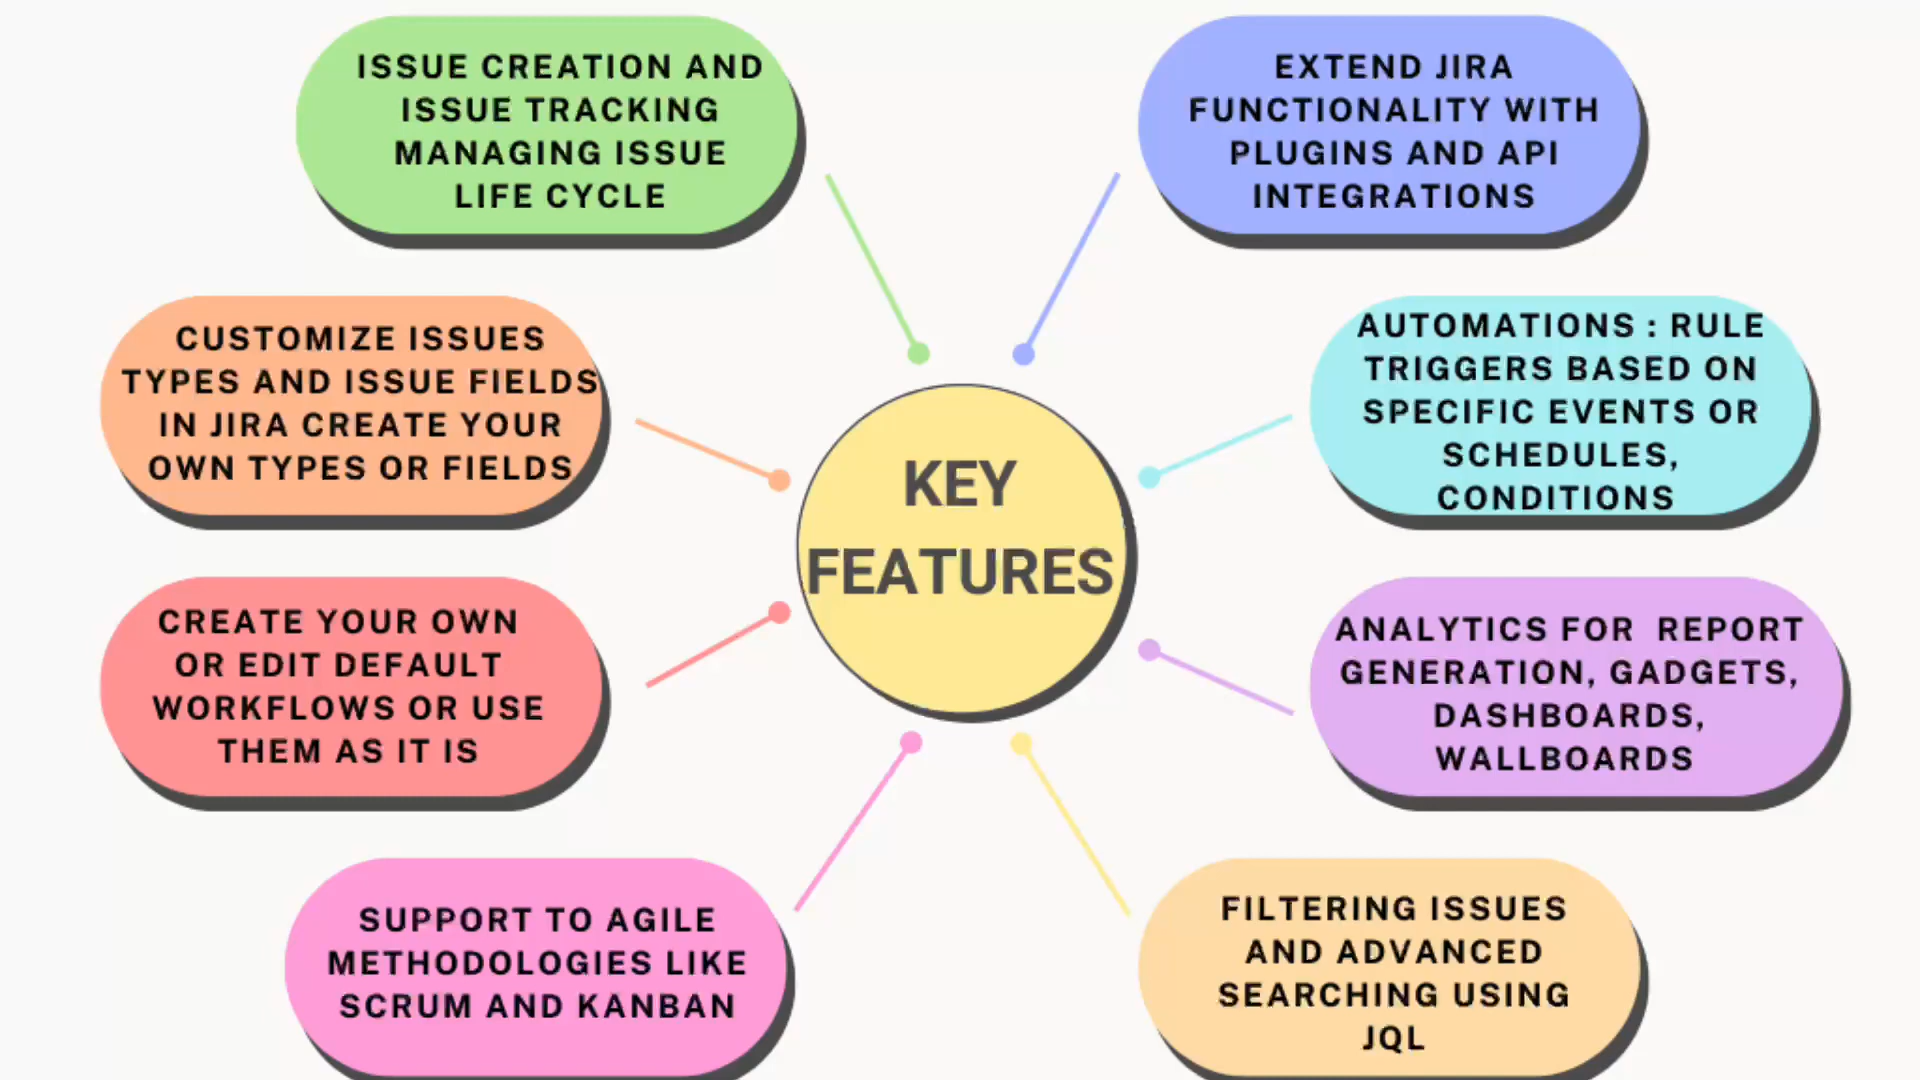 ISSUE CREATION AND
ISSUE TRACKING
MANAGING ISSUE
LIFE CYCLE
EXTEND JIRA
FUNCTIONALITY WITH
PLUGINS AND API
INTEGRATIONS
CUSTOMIZE ISSUES
TYPES AND ISSUE FIELDS
IN JIRA CREATE YOUR
OWN TYPES OR FIELDS
AUTOMATIONS : RULE
TRIGGERS BASED ON
SPECIFIC EVENTS OR
SCHEDULES,
CONDITIONS
KEY
FEATURES
CREATE YOUR OWN
OR EDIT DEFAULT
WORKFLOWS OR USE
THEM AS IT IS
ANALYTICS FOR REPORT
GENERATION, GADGETS,
DASHBOARDS,
WALLBOARDS
SUPPORT TO AGILE
METHODOLOGIES LIKE
SCRUM AND KANBAN
FILTERING ISSUES
AND ADVANCED
SEARCHING USING
JQL